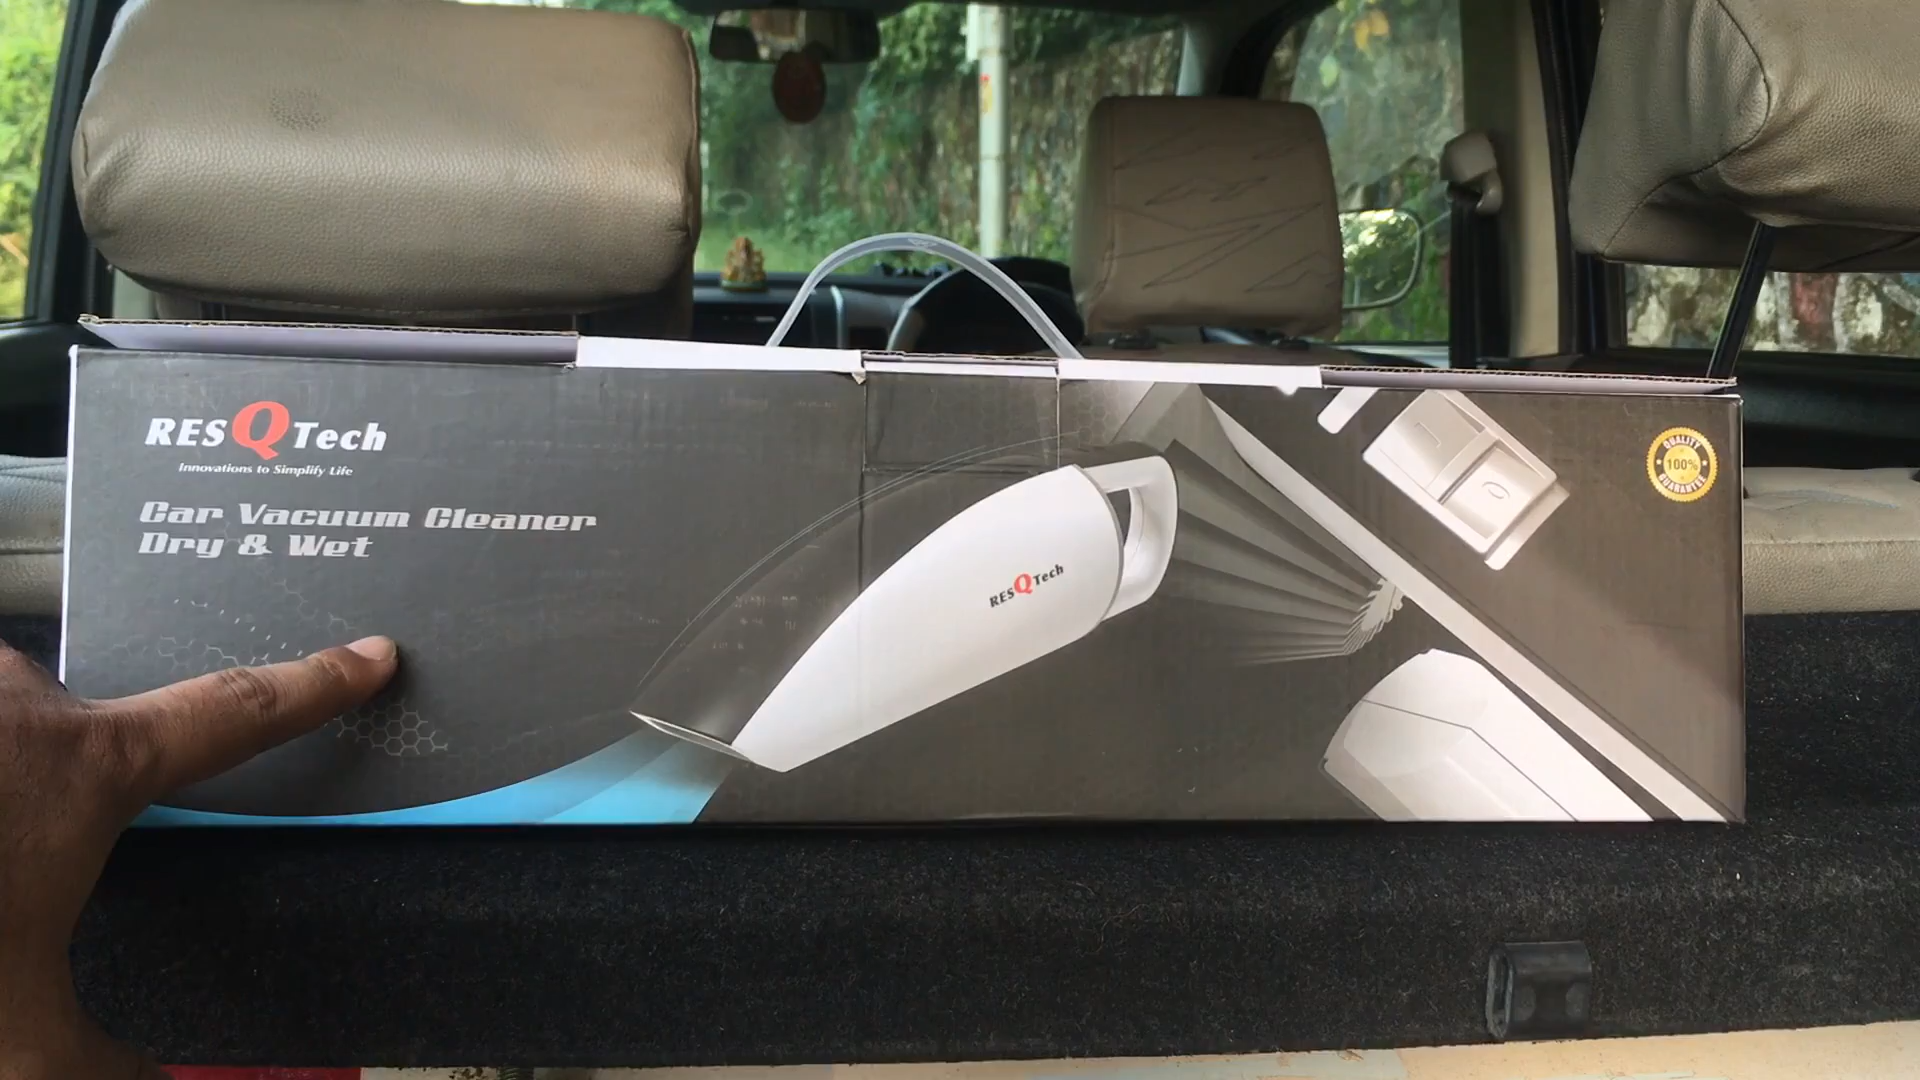 RESQTech
Innovations to Simplify Life
Car Vacuum Cleaner
Dry & Wet
RESQTech
QUALITY
100%
GUARANTEE